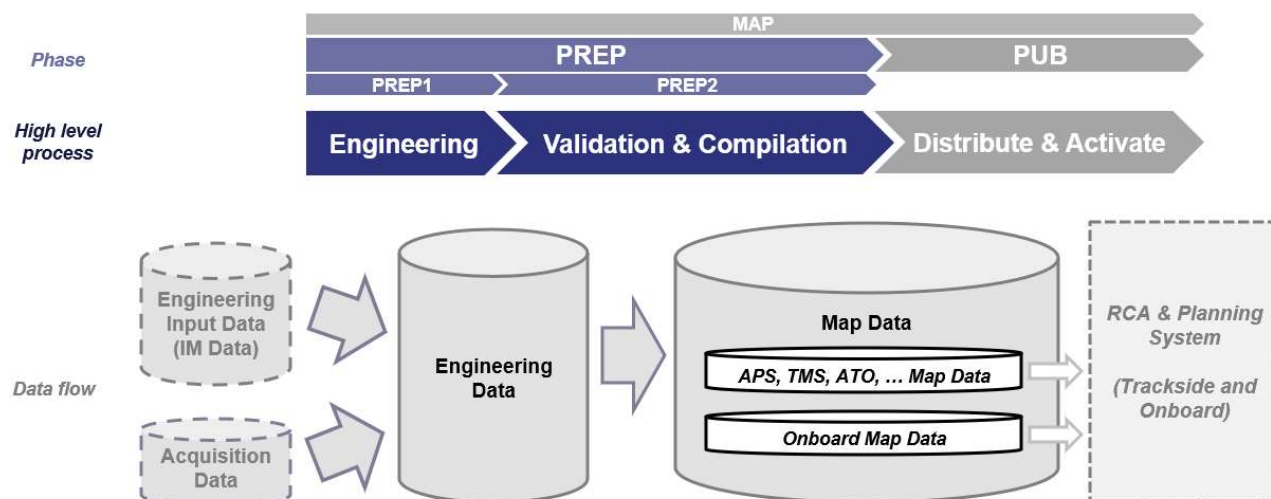 MAP
Phase
PREP
PUB
PREP1
PREP2
High level
process
Engineering
Validation & Compilation
Distribute & Activate
Data flow
Engineering
Input Data
(IM Data)
Acquisition
Data
Engineering
Data
Map Data
APS, TMS, ATO, ... Map Data
Onboard Map Data
RCA & Planning
System
(Trackside and
Onboard)